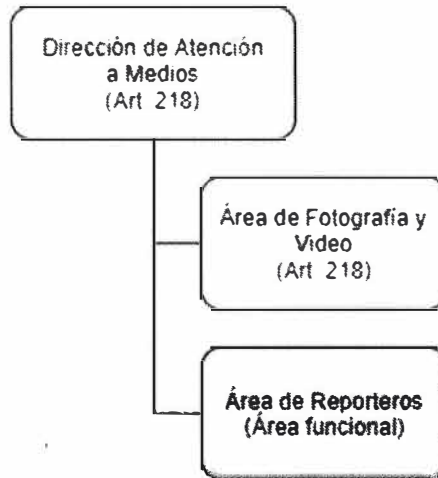 Dirección de Atención
a Medios
(Art 218)
Área de Fotografía y
Video
(Art 218)
Área de Reporteros
(Área funcional)